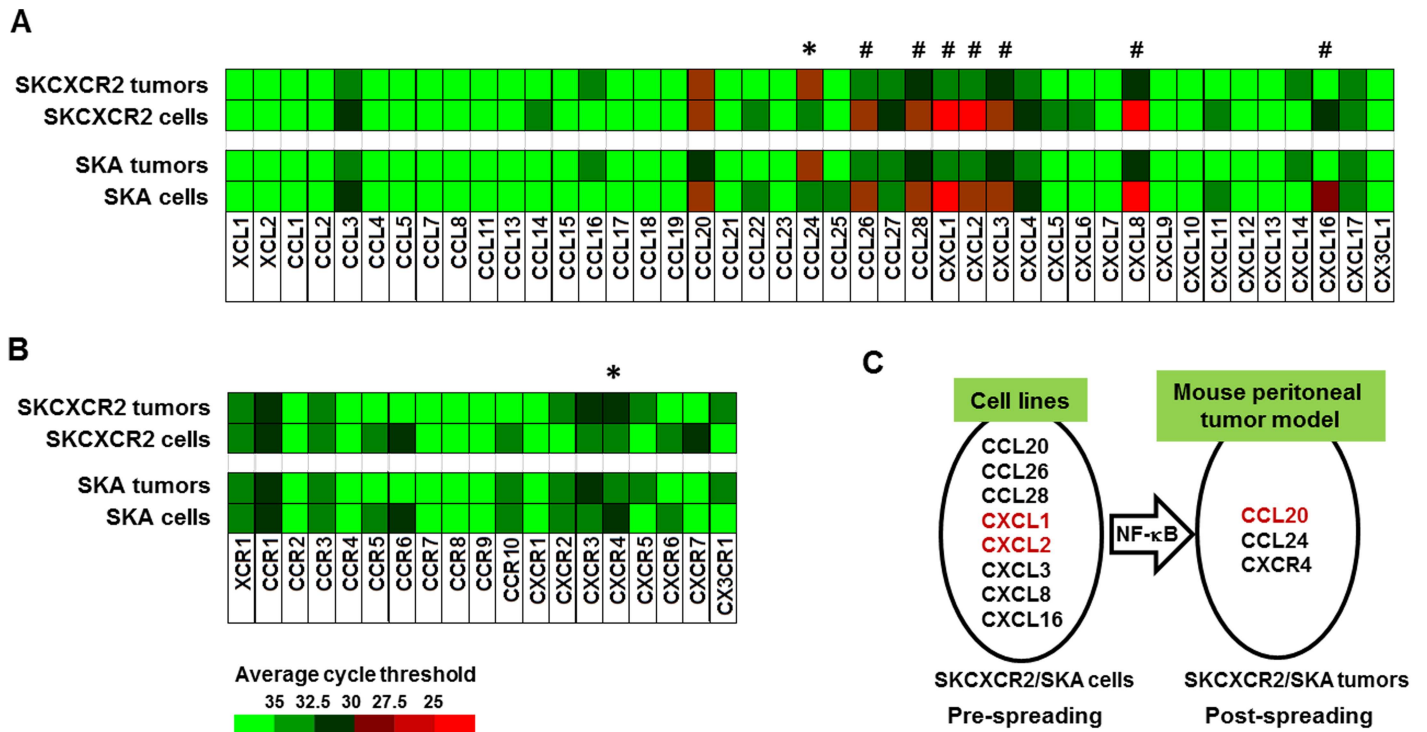 A
* # # # # # # #
SKCXCR2 tumors
SKCXCR2 cells
SKA tumors
SKA cells
XCL1
XCL2
CCL1
CCL2
CCL3
CCL4
CCL5
CCL7
CCL8
CCL11
CCL13
CCL14
CCL15
CCL16
CCL17
CCL18
CCL19
CCL20
CCL21
CCL22
CCL23
CCL24
CCL25
CCL26
CCL27
CCL28
CXCL1
CXCL2
CXCL3
CXCL4
CXCL5
CXCL6
CXCL7
CXCL8
CXCL9
CXCL10
CXCL11
CXCL12
CXCL13
CXCL14
CXCL16
CXCL17
CX3CL1
B
*
SKCXCR2 tumors
SKCXCR2 cells
SKA tumors
SKA cells
XCR1
CCR1
CCR2
CCR3
CCR4
CCR5
CCR6
CCR7
CCR8
CCR9
CCR10
CXCR1
CXCR2
CXCR3
CXCR4
CXCR5
CXCR6
CXCR7
CX3CR1
Average cycle threshold
35 32.5 30 27.5 25
C
Cell lines
CCL20
CCL26
CCL28
CXCL1
CXCL2
CXCL3
CXCL8
CXCL16
SKCXCR2/SKA cells
Pre-spreading
NF-κB
Mouse peritoneal
tumor model
CCL20
CCL24
CXCR4
SKCXCR2/SKA tumors
Post-spreading